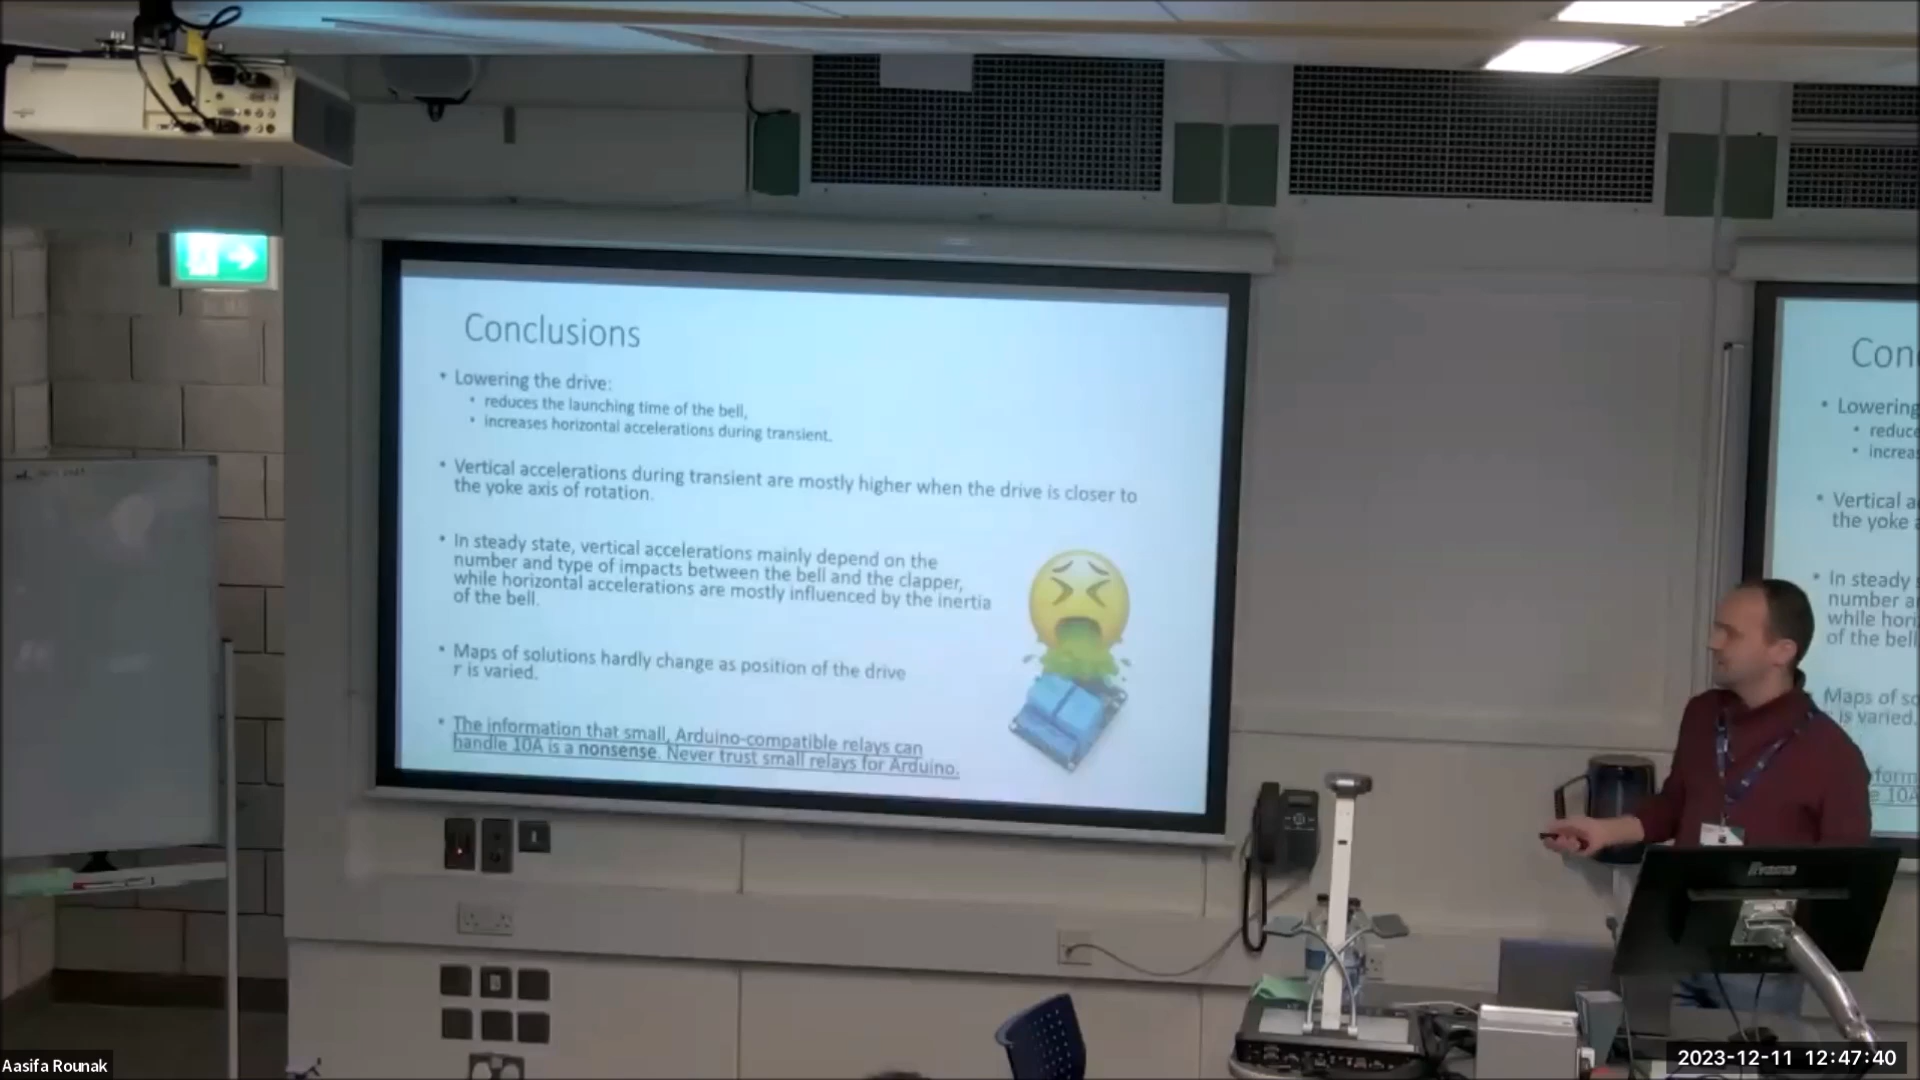 Conclusions
• Lowering the drive:
• reduces the launching time of the bell,
• increases horizontal accelerations during transient.
• Vertical accelerations during transient are mostly higher when the drive is closer to
the yoke axis of rotation.
• In steady state, vertical accelerations mainly depend on the
number and type of impacts between the bell and the clapper,
while horizontal accelerations are mostly influenced by the inertia
of the bell.
• Maps of solutions hardly change as position of the drive
r is varied.
• The information that small, Arduino-compatible relays can
handle 10A is a nonsense. Never trust small relays for Arduino.
Con
• Lowering
• reduce
• increas
• Vertical a
the yoke
• In steady
number a
while hori
of the bell
Maps of so
is varied.
form
10A
iiyama
Aasifa Rounak
2023-12-11 12:47:40